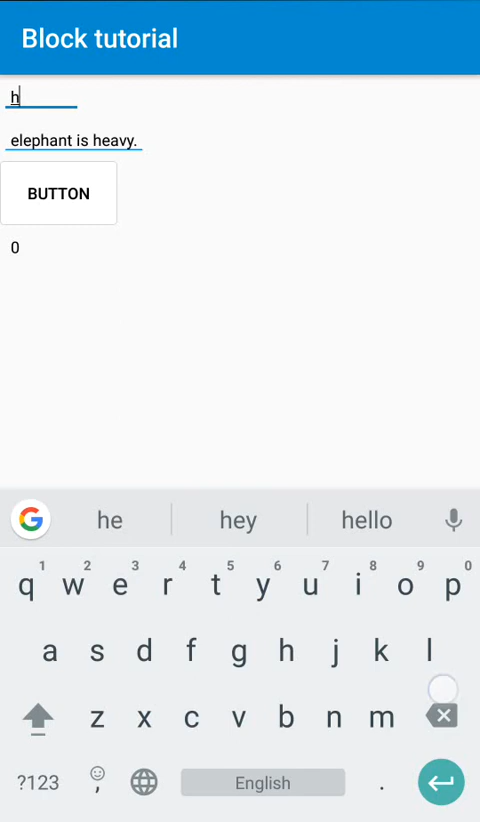 Block tutorial
h
elephant is heavy.
BUTTON
0
he hey hello
1 2 3 4 5 6 7 8 9 0
q w e r t y u i o p
a s d f g h j k l
z x c v b n m
?123 , English .